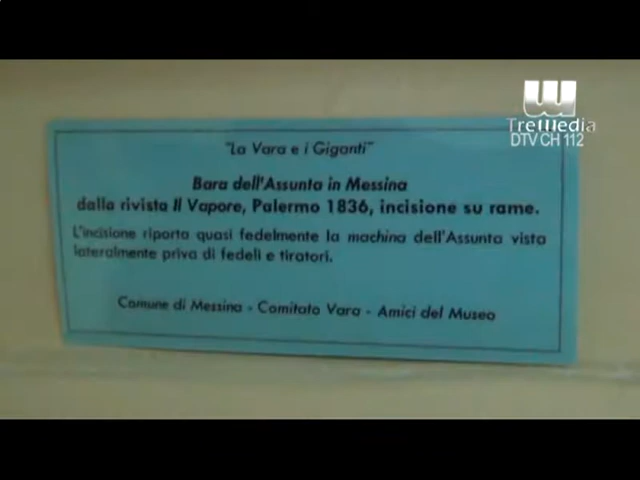 TreMedia
DTV CH 112
"La Vara e i Giganti"
Bara dell'Assunta in Messina
dalla rivista Il Vapore, Palermo 1836, incisione su rame.
L'incisione riporta quasi fedelmente la machina dell'Assunta vista
lateralmente priva di fedeli e tiratori.
Comune di Messina - Comitato Vara - Amici del Museo